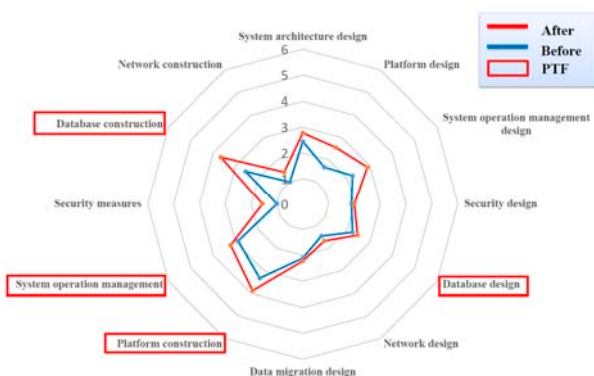 After
Before
PTF
System architecture design
6
5
4
3
2
1
0
Network construction
Platform design
Database construction
System operation management
design
Security measures
Security design
System operation management
Database design
Platform construction
Network design
Data migration design